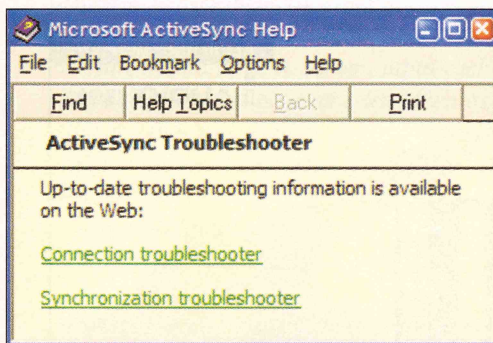 Microsoft ActiveSync Help
File Edit Bookmark Options Help
Find Help Topics Back Print
ActiveSync Troubleshooter
Up-to-date troubleshooting information is available
on the Web:
Connection troubleshooter
Synchronization troubleshooter